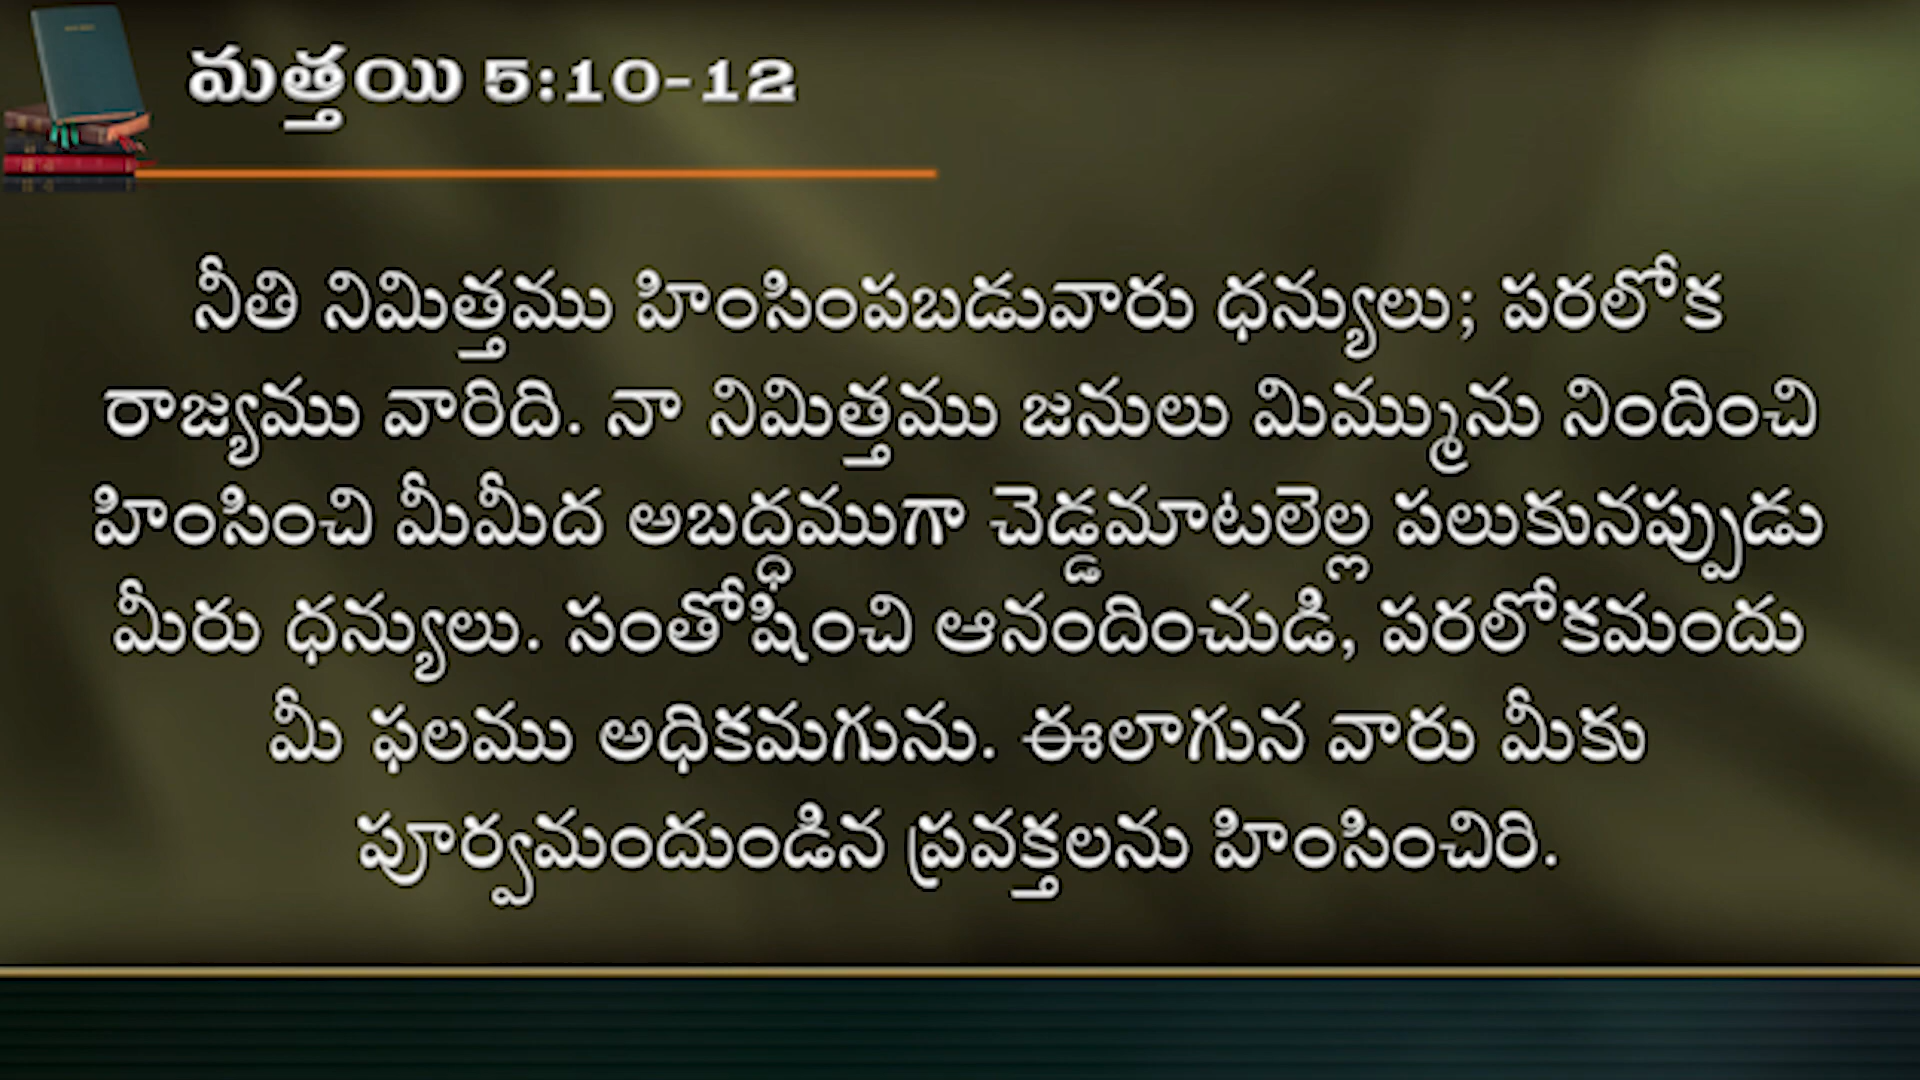 మత్తయి 5:10-12
నీతి నిమిత్తము హింసింపబడువారు ధన్యులు; పరలోక
రాజ్యము వారిది. నా నిమిత్తము జనులు మిమ్మును నిందించి
హింసించి మీమీద అబద్ధముగా చెడ్డమాటలెల్ల పలుకునప్పుడు
మీరు ధన్యులు. సంతోషించి ఆనందించుడి, పరలోకమందు
మీ ఫలము అధికమగును. ఈలాగున వారు మీకు
పూర్వమందుండిన ప్రవక్తలను హింసించిరి.